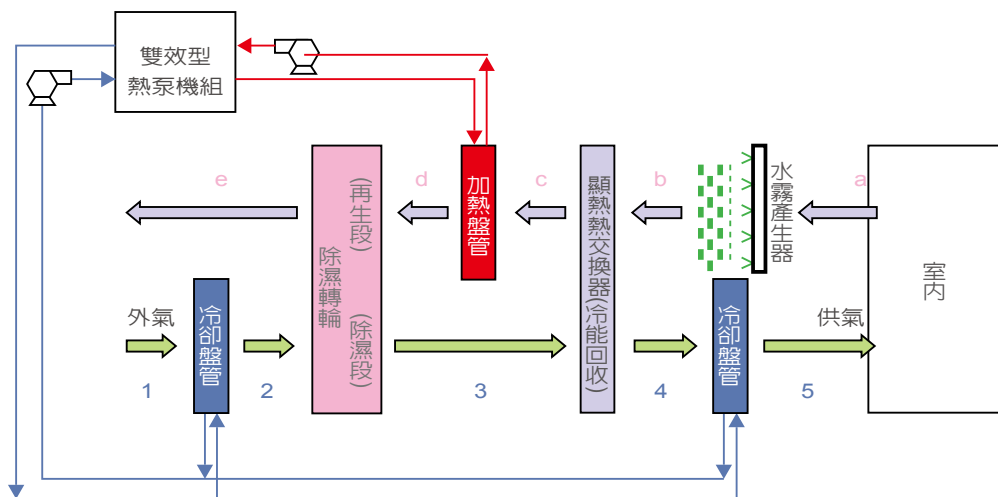 雙效型
熱泵機組
e
d
c
b
a
(再生段)
除濕轉輪
(除濕段)
加熱盤管
顯熱熱交換器(冷能回收)
水霧產生器
室內
外氣
冷卻盤管
冷卻盤管
供氣
1
2
3
4
5